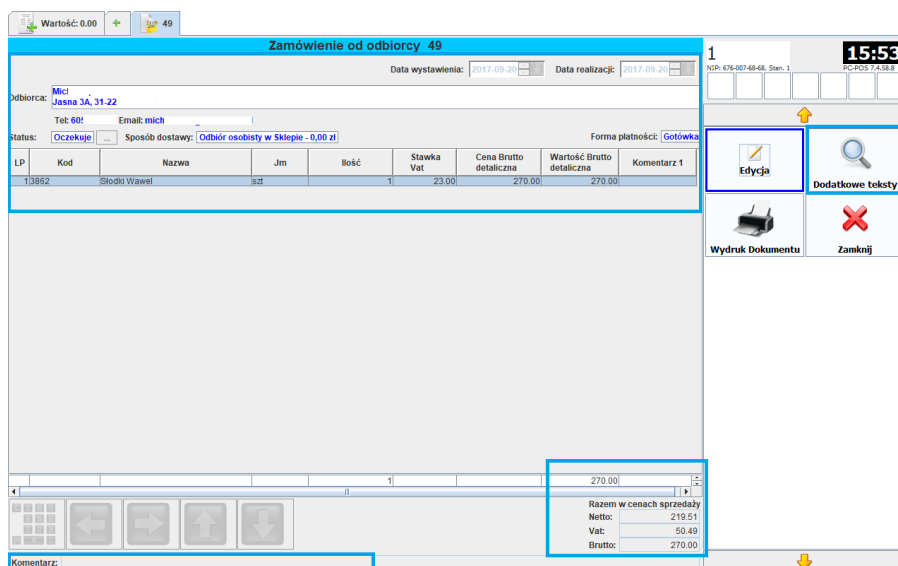 Wartość: 0.00
49
Zamówienie od odbiorcy 49
Data wystawienia: 2017-09-20 Data realizacji: 2017-09-20
Odbiorca:
Jasna 3A, 31-22
Tel: Email: mich
Status: Oczekuje ... Sposób dostawy: Odbiór osobisty w Sklepie - 0,00 zł Forma płatności: Gotówka
LP Kod Nazwa Jm Ilość Stawka Vat Cena Brutto detaliczna Wartość Brutto detaliczna Komentarz 1
1 3862 Słodki Wawel szt 1 23.00 270.00 270.00
1 270.00
Razem w cenach sprzedaży
Netto: 219.51
Vat: 50.49
Brutto: 270.00
Komentarz:
1 15:53
NIP: 676-007-68-68. Stan. 1 PC-POS 7.4.58.8
Edycja
Dodatkowe teksty
Wydruk Dokumentu
Zamknij